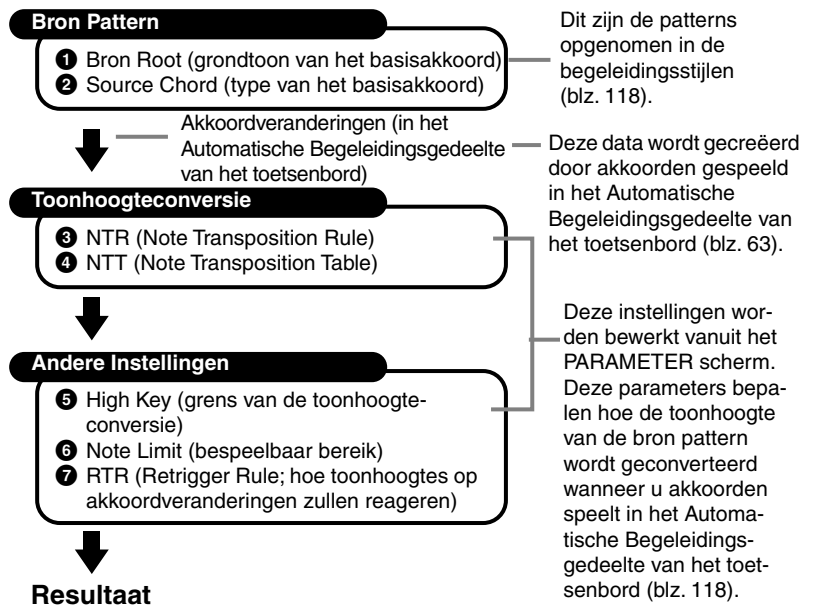 Bron Pattern
❶ Bron Root (grondtoon van het basisakkoord)
❷ Source Chord (type van het basisakkoord)
Dit zijn de patterns
opgenomen in de
begeleidingsstijlen
(blz. 118).
Akkoordveranderingen (in het
Automatische Begeleidingsgedeelte
van het toetsenbord)
Deze data wordt gecreëerd
door akkoorden gespeeld
in het Automatische
Begeleidingsgedeelte van
het toetsenbord (blz. 63).
Toonhoogteconversie
❸ NTR (Note Transposition Rule)
❹ NTT (Note Transposition Table)
Andere Instellingen
❺ High Key (grens van de toonhoogte-
conversie)
❻ Note Limit (bespeelbaar bereik)
❼ RTR (Retrigger Rule; hoe toonhoogtes op
akkoordveranderingen zullen reageren)
Deze instellingen wor-
den bewerkt vanuit het
PARAMETER scherm.
Deze parameters bepa-
len hoe de toonhoogte
van de bron pattern
wordt geconverteerd
wanneer u akkoorden
speelt in het Automa-
tische Begeleidings-
gedeelte van het toet-
senbord (blz. 118).
Resultaat